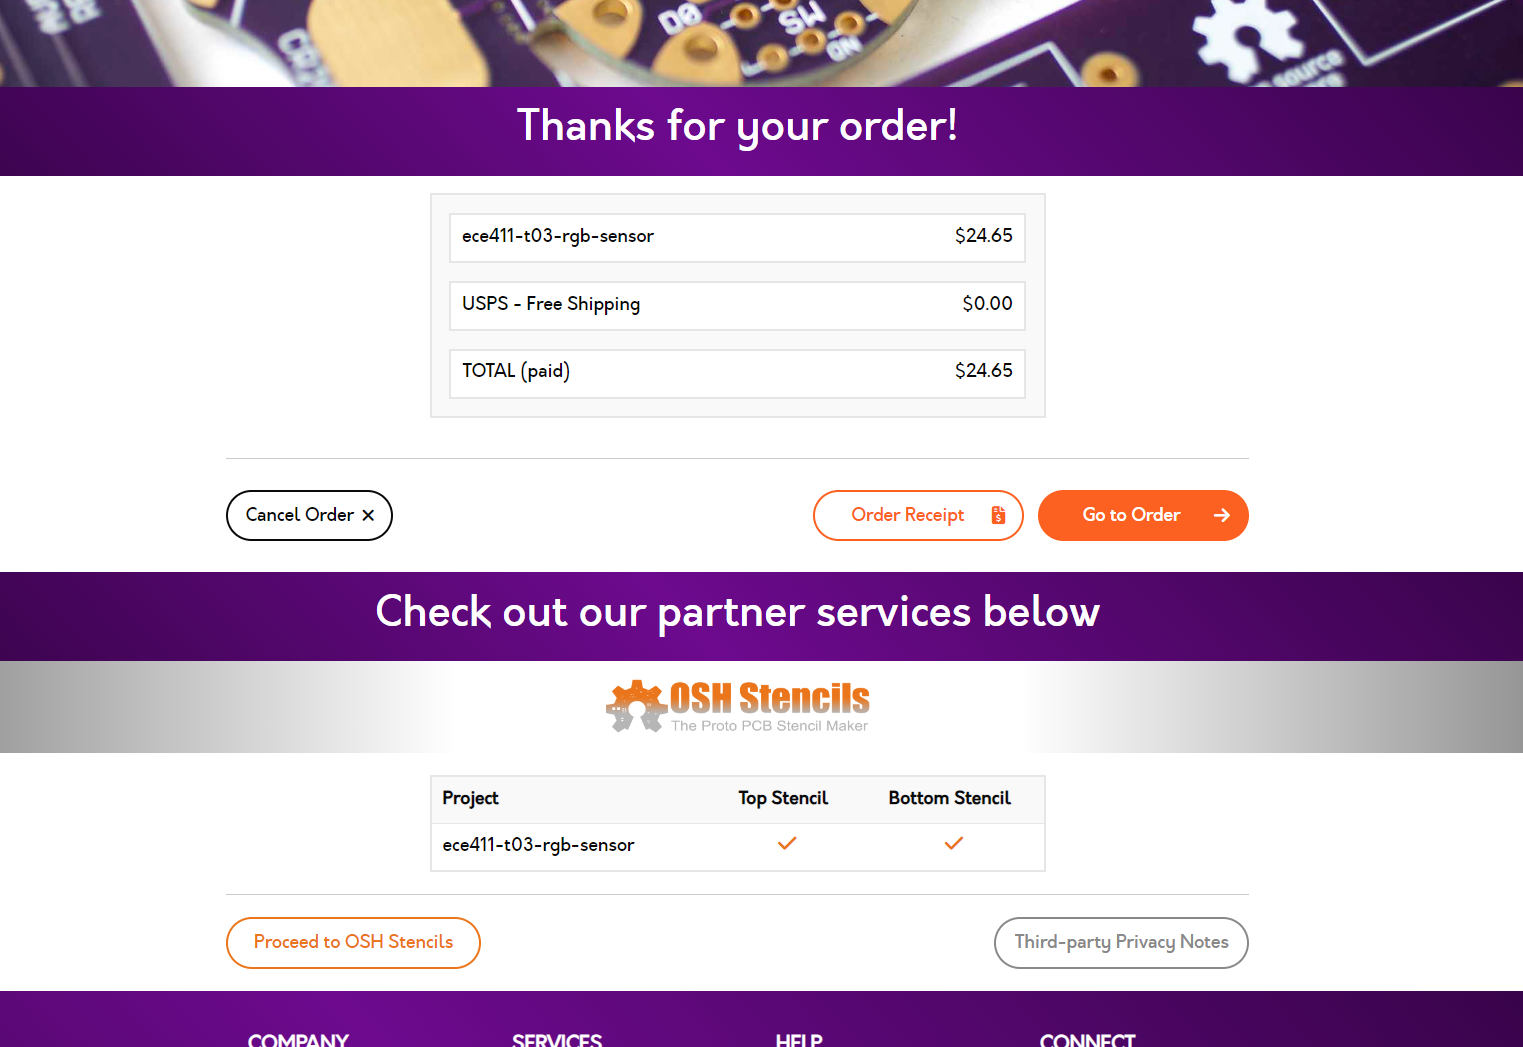 D0
SW
source
Thanks for your order!
ece411-t03-rgb-sensor $24.65
USPS - Free Shipping $0.00
TOTAL (paid) $24.65
Cancel Order
Order Receipt
Go to Order
Check out our partner services below
OSH Stencils
The Proto PCB Stencil Maker
Project Top Stencil Bottom Stencil
ece411-t03-rgb-sensor
Proceed to OSH Stencils
Third-party Privacy Notes
COMPANY SERVICES HELP CONNECT